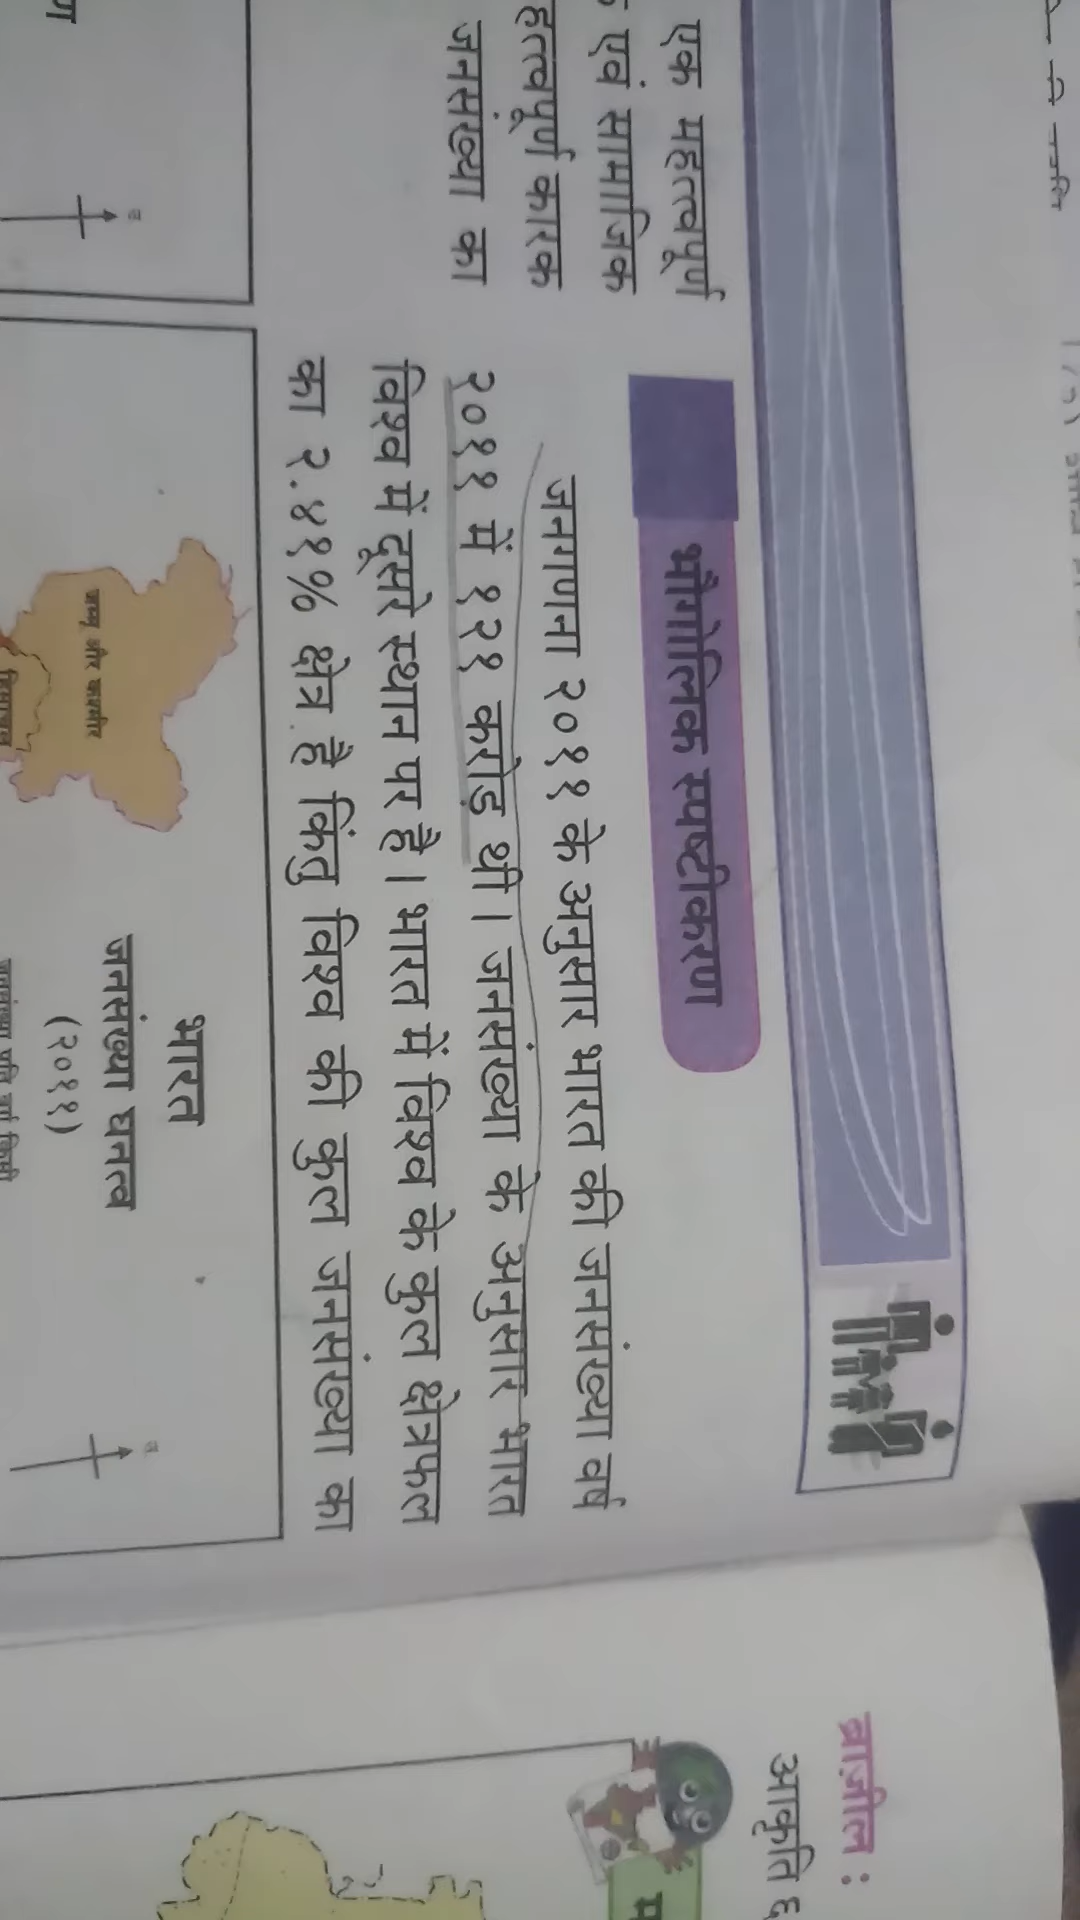 एक महत्त्वपूर्ण
एवं सामाजिक
हत्त्वपूर्ण कारक
जनसंख्या का
भौगोलिक स्पष्टीकरण
जनगणना २०११ के अनुसार भारत की जनसंख्या वर्ष
२०११ में १२१ करोड़ थी । जनसंख्या के अनुसार भारत
विश्व में दूसरे स्थान पर है । भारत में विश्व के कुल क्षेत्रफल
का २.४१% क्षेत्र है किंतु विश्व की कुल जनसंख्या का
उ
भारत
जनसंख्या घनत्व
(२०११)
उ
जम्मू और कश्मीर
ब्राज़ील :
आकृति ६
म